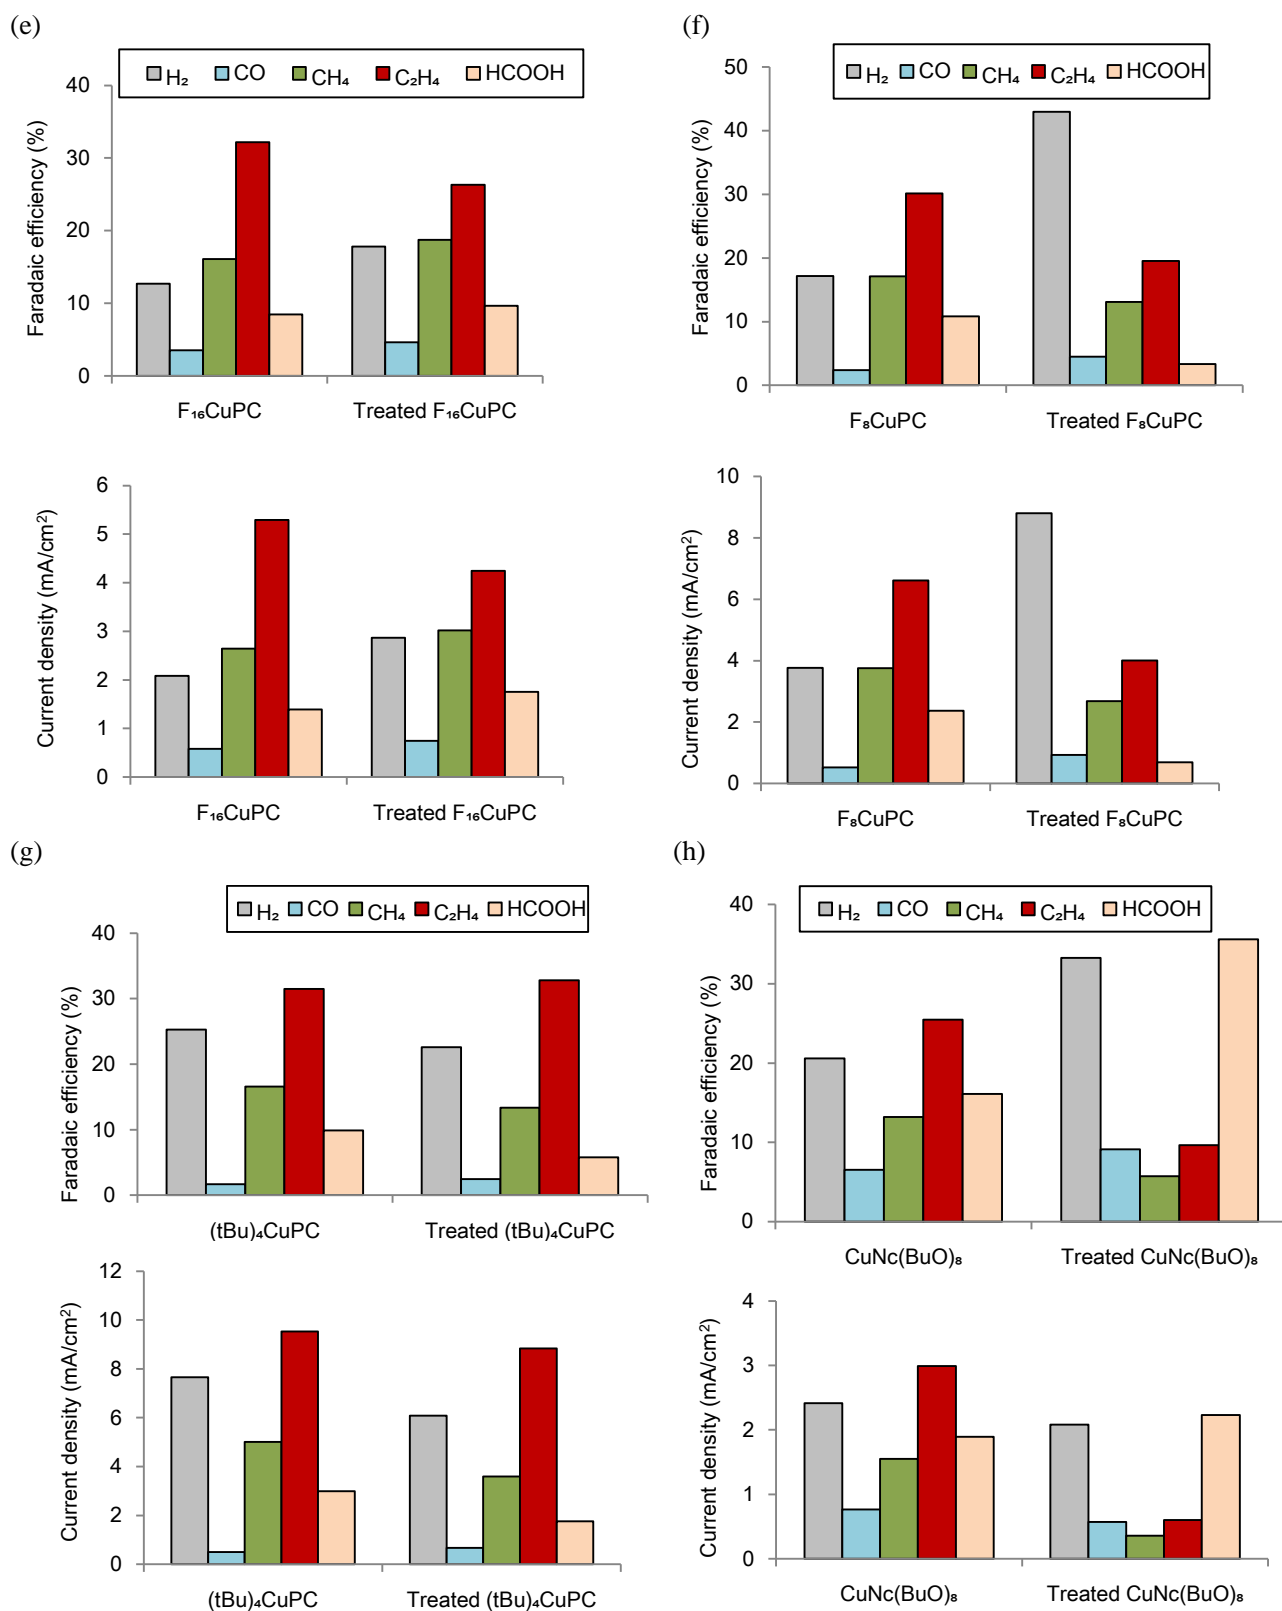 (e)
H₂ CO CH₄ C₂H₄ HCOOH
Faradaic efficiency (%)
40
30
20
10
0
F₁₆CuPC Treated F₁₆CuPC
Current density (mA/cm²)
6
5
4
3
2
1
0
F₁₆CuPC Treated F₁₆CuPC
(f)
H₂ CO CH₄ C₂H₄ HCOOH
Faradaic efficiency (%)
50
40
30
20
10
0
F₈CuPC Treated F₈CuPC
Current density (mA/cm²)
10
8
6
4
2
0
F₈CuPC Treated F₈CuPC
(g)
H₂ CO CH₄ C₂H₄ HCOOH
Faradaic efficiency (%)
40
30
20
10
0
(tBu)₄CuPC Treated (tBu)₄CuPC
Current density (mA/cm²)
12
10
8
6
4
2
0
(tBu)₄CuPC Treated (tBu)₄CuPC
(h)
H₂ CO CH₄ C₂H₄ HCOOH
Faradaic efficiency (%)
40
30
20
10
0
CuNc(BuO)₈ Treated CuNc(BuO)₈
Current density (mA/cm²)
4
3
2
1
0
CuNc(BuO)₈ Treated CuNc(BuO)₈